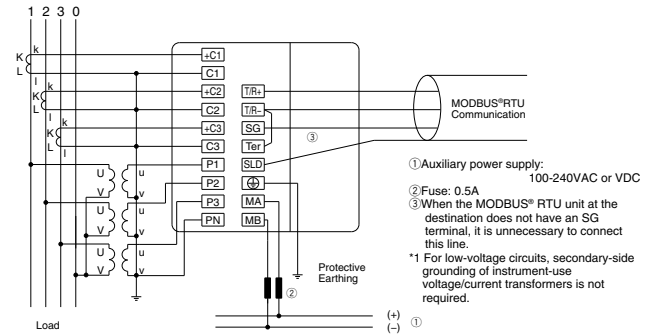 1 2 3 0
K k
L l
K k
L l
K k
L l
+C1
C1
+C2 T/R+
C2 T/R−
+C3 SG
C3 Ter
P1 SLD
P2
P3 MA
PN MB
U u
V v
U u
V v
U u
V v
③
MODBUS®RTU
Communication
Protective
Earthing
②
(+)
(−) ①
Load
①Auxiliary power supply:
100-240VAC or VDC
②Fuse: 0.5A
③When the MODBUS® RTU unit at the
destination does not have an SG
terminal, it is unnecessary to connect
this line.
*1 For low-voltage circuits, secondary-side
grounding of instrument-use
voltage/current transformers is not
required.